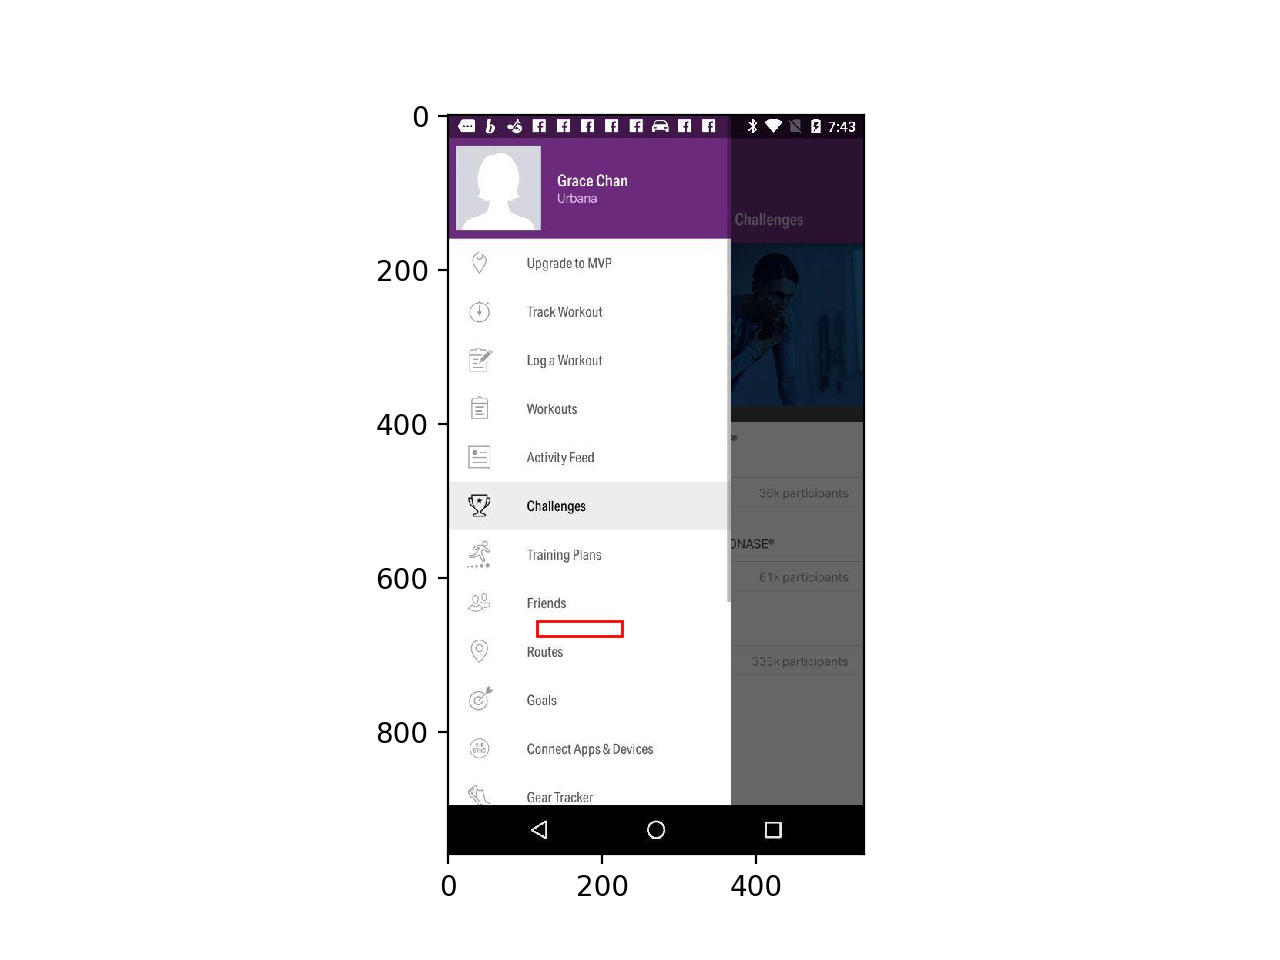 0
200
400
600
800
0 200 400
7:43
Grace Chan
Urbana
Challenges
Upgrade to MVP
Track Workout
Log a Workout
Workouts
Activity Feed
Challenges
Training Plans
Friends
Routes
Goals
Connect Apps & Devices
Gear Tracker
®
36k participants
ONASE®
61k participants
335k participants